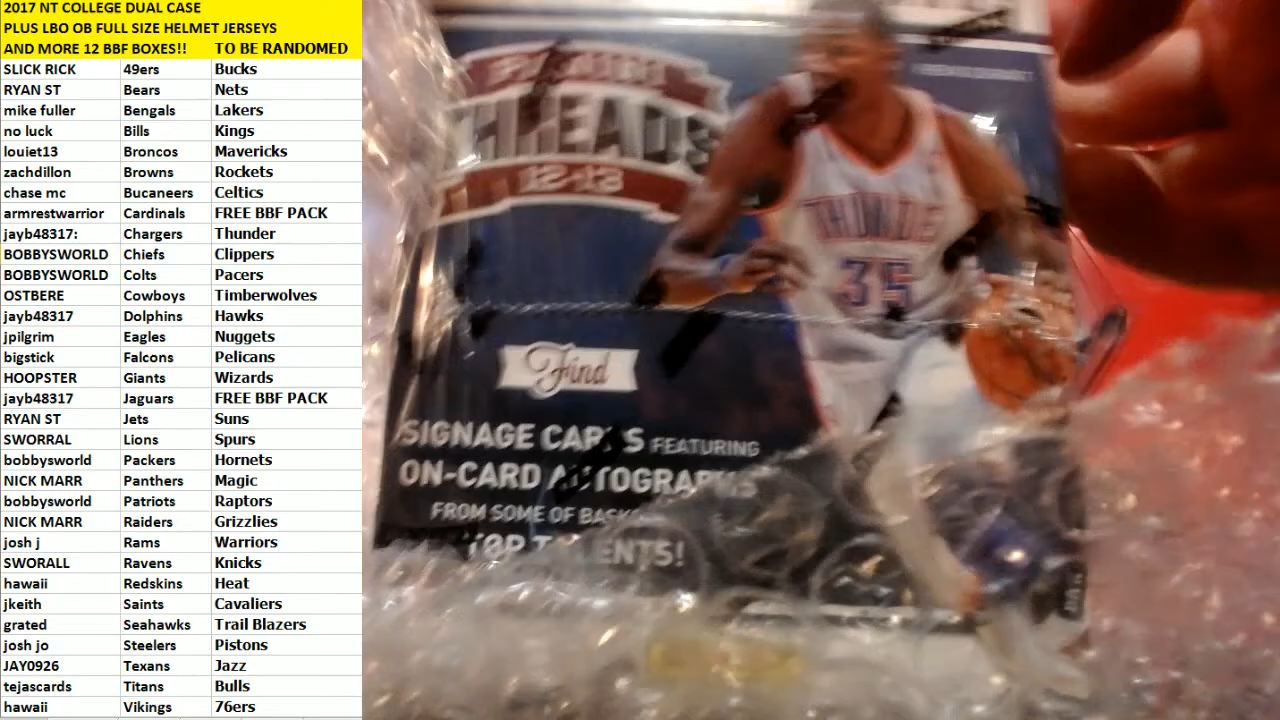 2017 NT COLLEGE DUAL CASE
PLUS LBO OB FULL SIZE HELMET JERSEYS
AND MORE 12 BBF BOXES!! TO BE RANDOMED
SLICK RICK 49ers Bucks
RYAN ST Bears Nets
mike fuller Bengals Lakers
no luck Bills Kings
louiet13 Broncos Mavericks
zachdillon Browns Rockets
chase mc Bucaneers Celtics
armrestwarrior Cardinals FREE BBF PACK
jayb48317: Chargers Thunder
BOBBYSWORLD Chiefs Clippers
BOBBYSWORLD Colts Pacers
OSTBERE Cowboys Timberwolves
jayb48317 Dolphins Hawks
jpilgrim Eagles Nuggets
bigstick Falcons Pelicans
HOOPSTER Giants Wizards
jayb48317 Jaguars FREE BBF PACK
RYAN ST Jets Suns
SWORRAL Lions Spurs
bobbysworld Packers Hornets
NICK MARR Panthers Magic
bobbysworld Patriots Raptors
NICK MARR Raiders Grizzlies
josh j Rams Warriors
SWORALL Ravens Knicks
hawaii Redskins Heat
jkeith Saints Cavaliers
grated Seahawks Trail Blazers
josh jo Steelers Pistons
JAY0926 Texans Jazz
tejascards Titans Bulls
hawaii Vikings 76ers
PANINI
THREADS
12-13
THUNDER
35
Find
SIGNAGE CARDS FEATURING
ON-CARD AUTOGRAPHS
FROM SOME OF
TOP TALENTS!